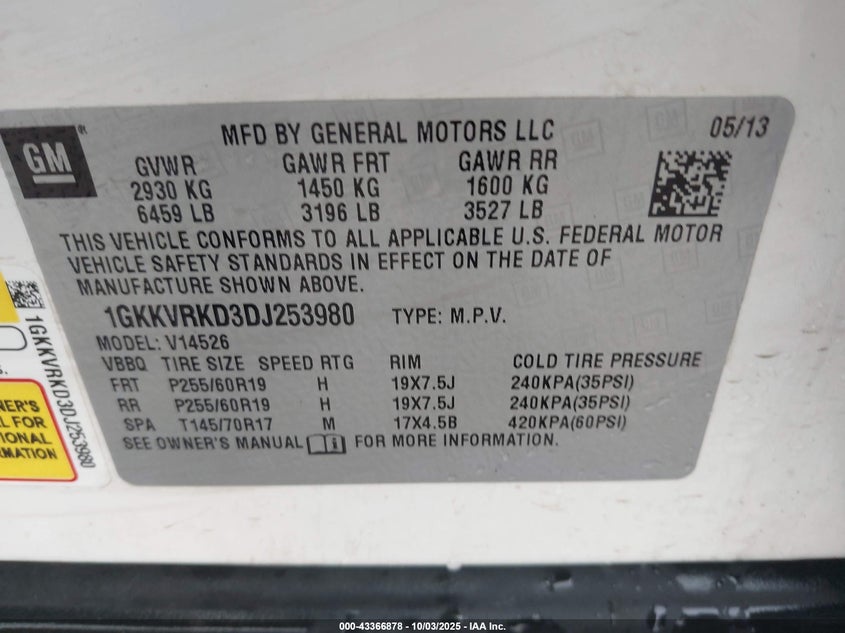 GM
MFD BY GENERAL MOTORS LLC
05/13
GVWR GAWR FRT GAWR RR
2930 KG 1450 KG 1600 KG
6459 LB 3196 LB 3527 LB
THIS VEHICLE CONFORMS TO ALL APPLICABLE U.S. FEDERAL MOTOR
VEHICLE SAFETY STANDARDS IN EFFECT ON THE DATE OF
MANUFACTURE SHOWN ABOVE.
1GKKVRKD3DJ253980 TYPE: M.P.V.
MODEL: V14526
VBBQ TIRE SIZE SPEED RTG RIM COLD TIRE PRESSURE
FRT P255/60R19 H 19X7.5J 240KPA(35PSI)
RR P255/60R19 H 19X7.5J 240KPA(35PSI)
SPA T145/70R17 M 17X4.5B 420KPA(60PSI)
SEE OWNER'S MANUAL FOR MORE INFORMATION.
1GKKVRKD3DJ253980
NER'S
L FOR
IONAL
RMATION
000-43366878 - 10/03/2025 - IAA Inc.